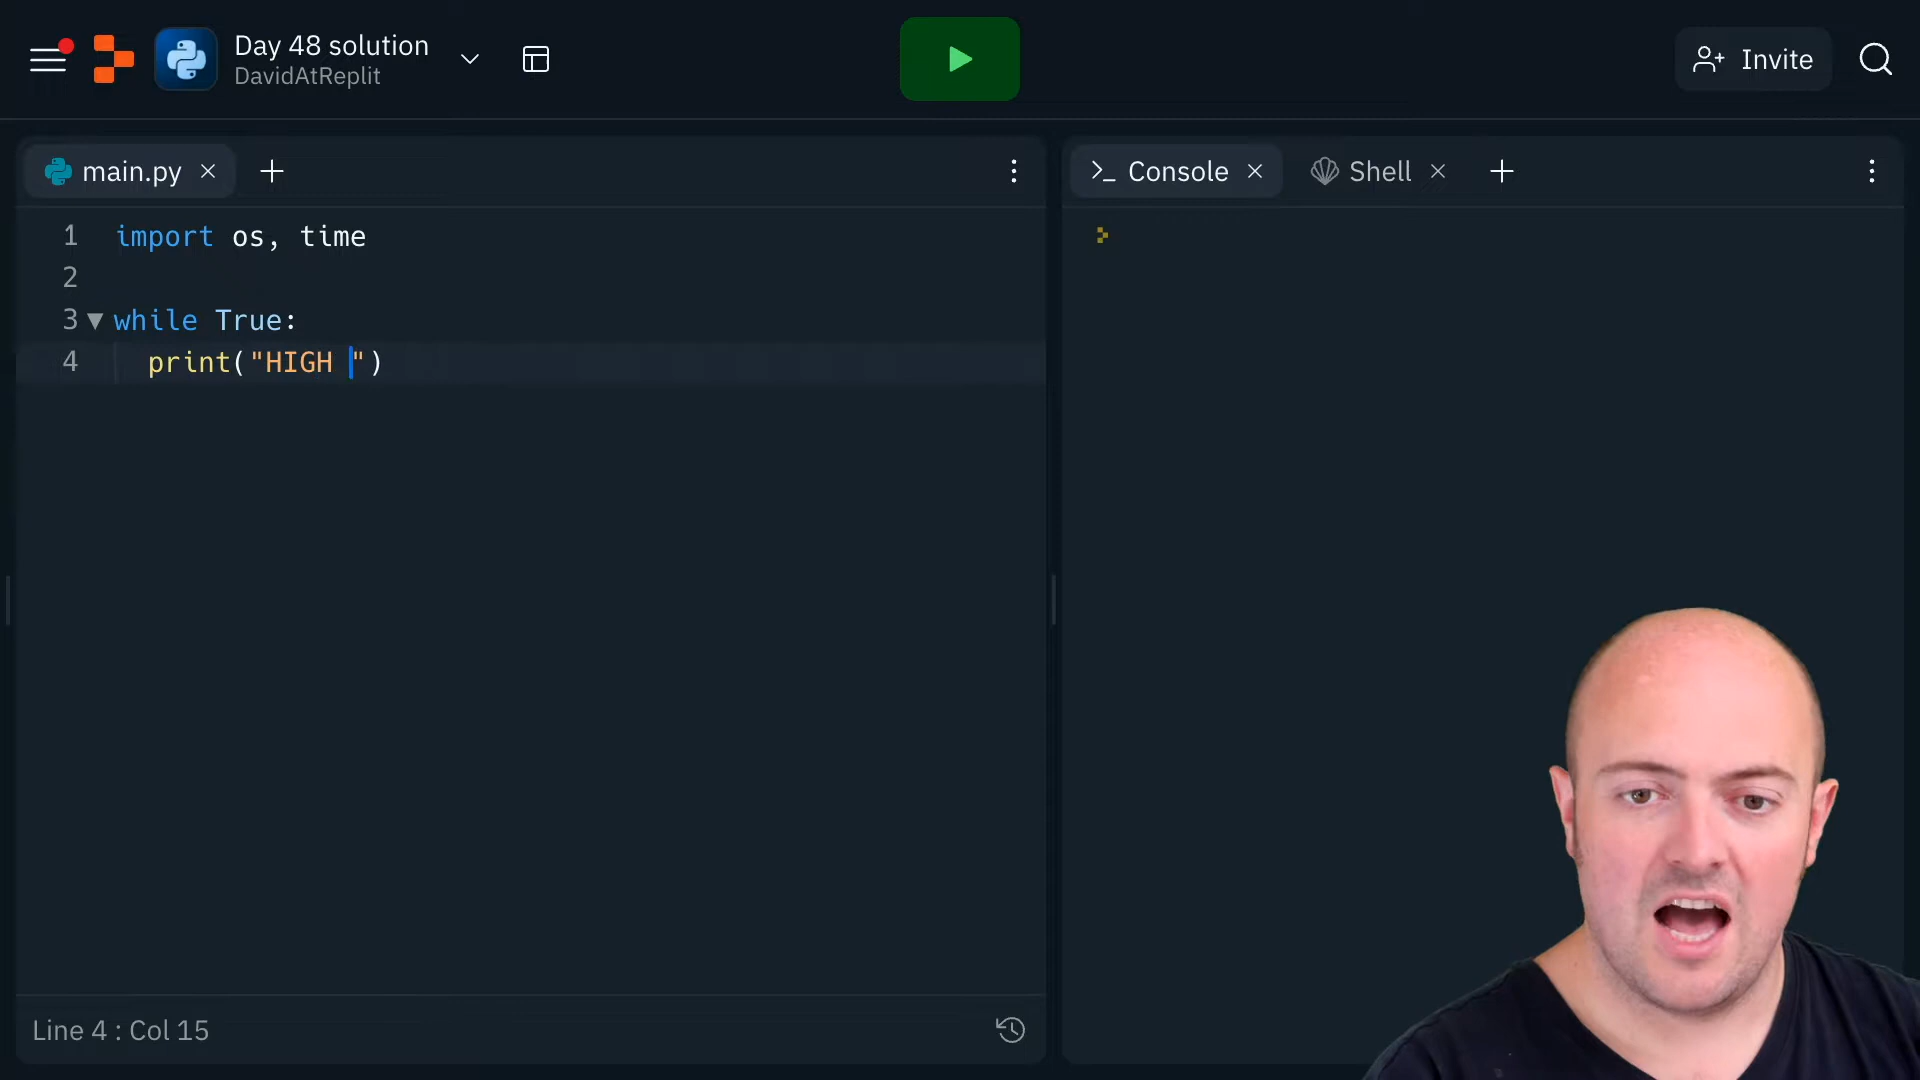 Day 48 solution
DavidAtReplit
Invite
main.py
Console
Shell
1 import os, time
2
3 while True:
4 print("HIGH ")
Line 4 : Col 15